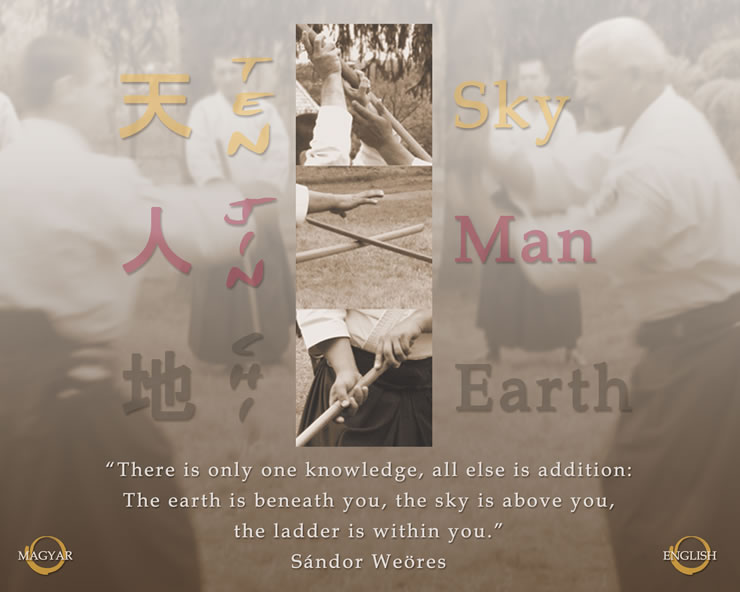 天 TEN Sky
人 JIN Man
地 CHI Earth
“There is only one knowledge, all else is addition:
The earth is beneath you, the sky is above you,
the ladder is within you.”
Sándor Weöres
MAGYAR
ENGLISH